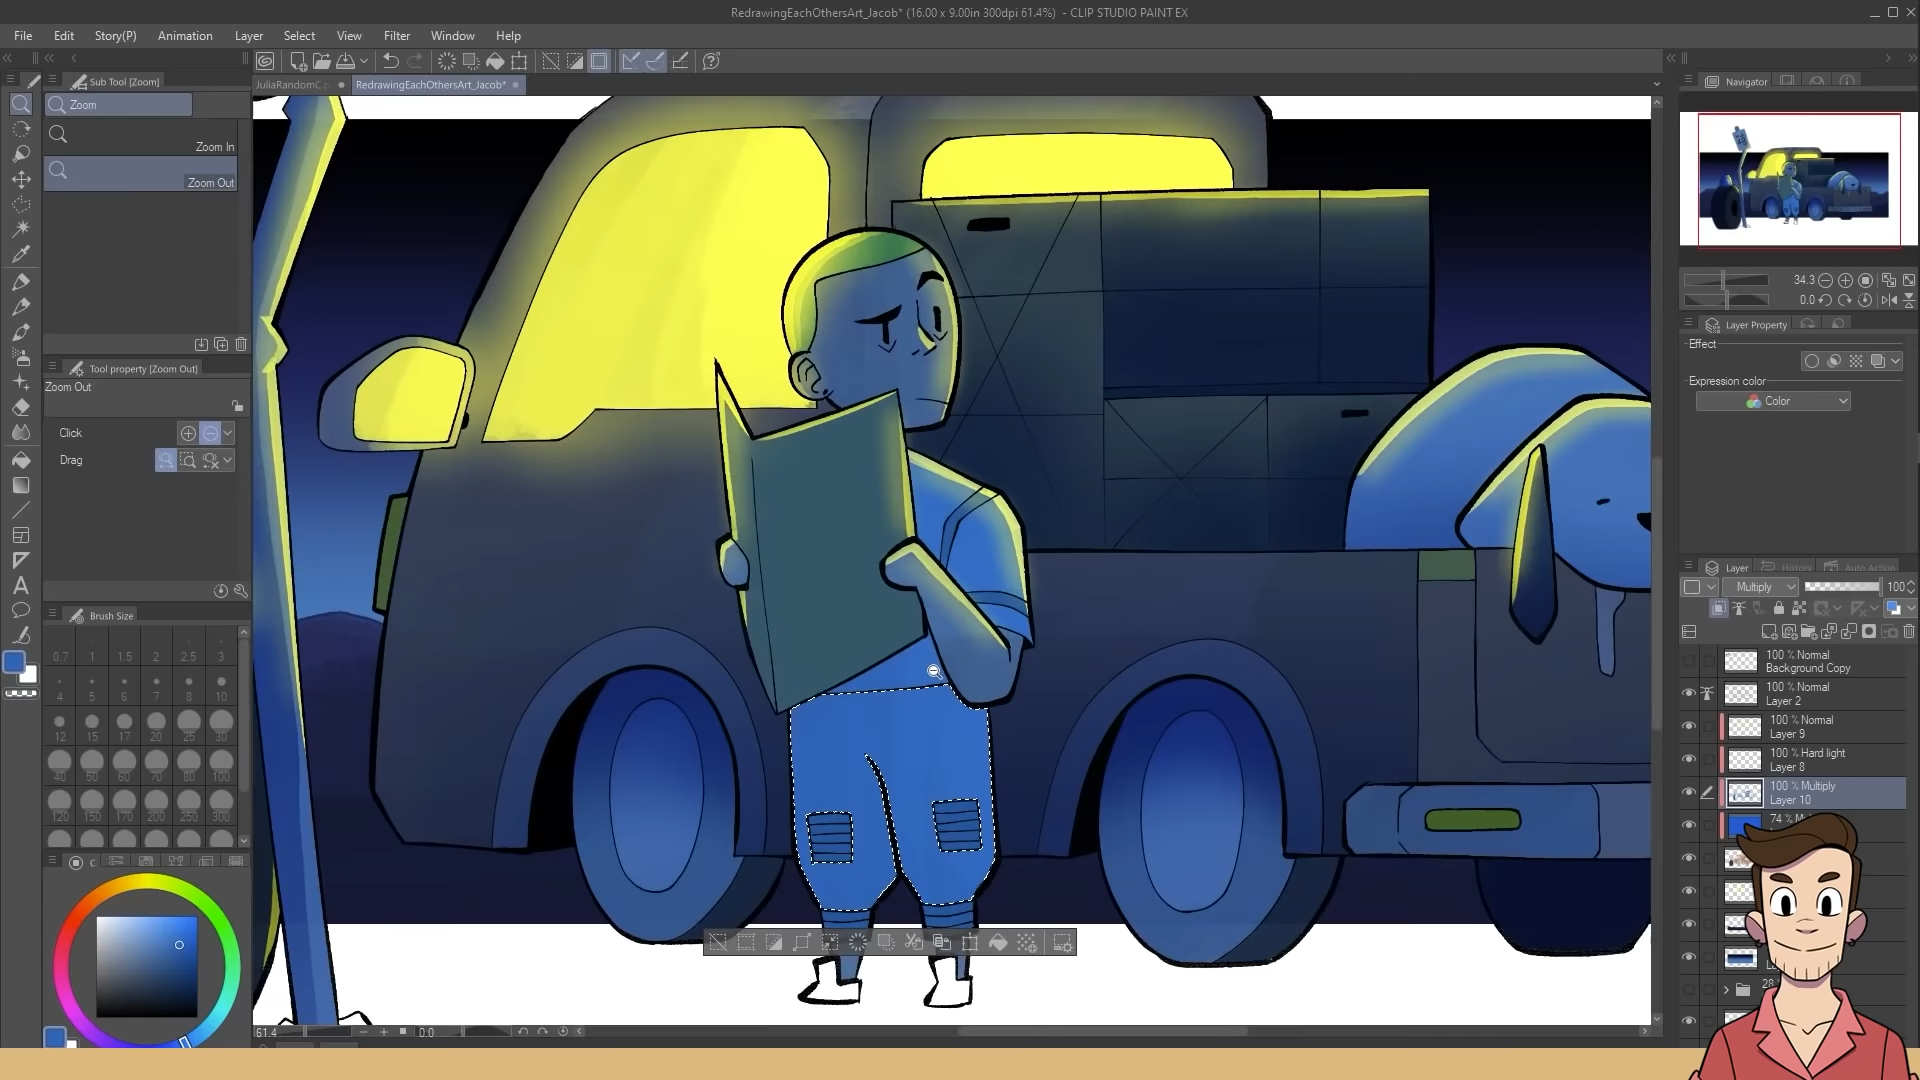 RedrawingEachOthersArt_Jacob* (16.00 x 9.00in 300dpi 61.4%) - CLIP STUDIO PAINT EX
File Edit Story(P) Animation Layer Select View Filter Window Help
Sub Tool [Zoom]
JuliaRandomC
RedrawingEachOthersArt_Jacob*
Navigator
Zoom
Zoom In
Zoom Out
34.3
0.0
Layer Property
Effect
Tool property [Zoom Out]
Zoom Out
Expression color
Color
Click
Drag
Layer History Auto Action
Multiply 100
Brush Size
0.7 1 1.5 2 2.5 3
4 5 6 7 8 10
12 15 17 20 25 30
40 50 60 70 80 100
120 150 170 200 250 300
100 % Normal
Background Copy
100 % Normal
Layer 2
100 % Normal
Layer 9
100 % Hard light
Layer 8
100 % Multiply
Layer 10
74 % M
28
A
C
61.4
0.0